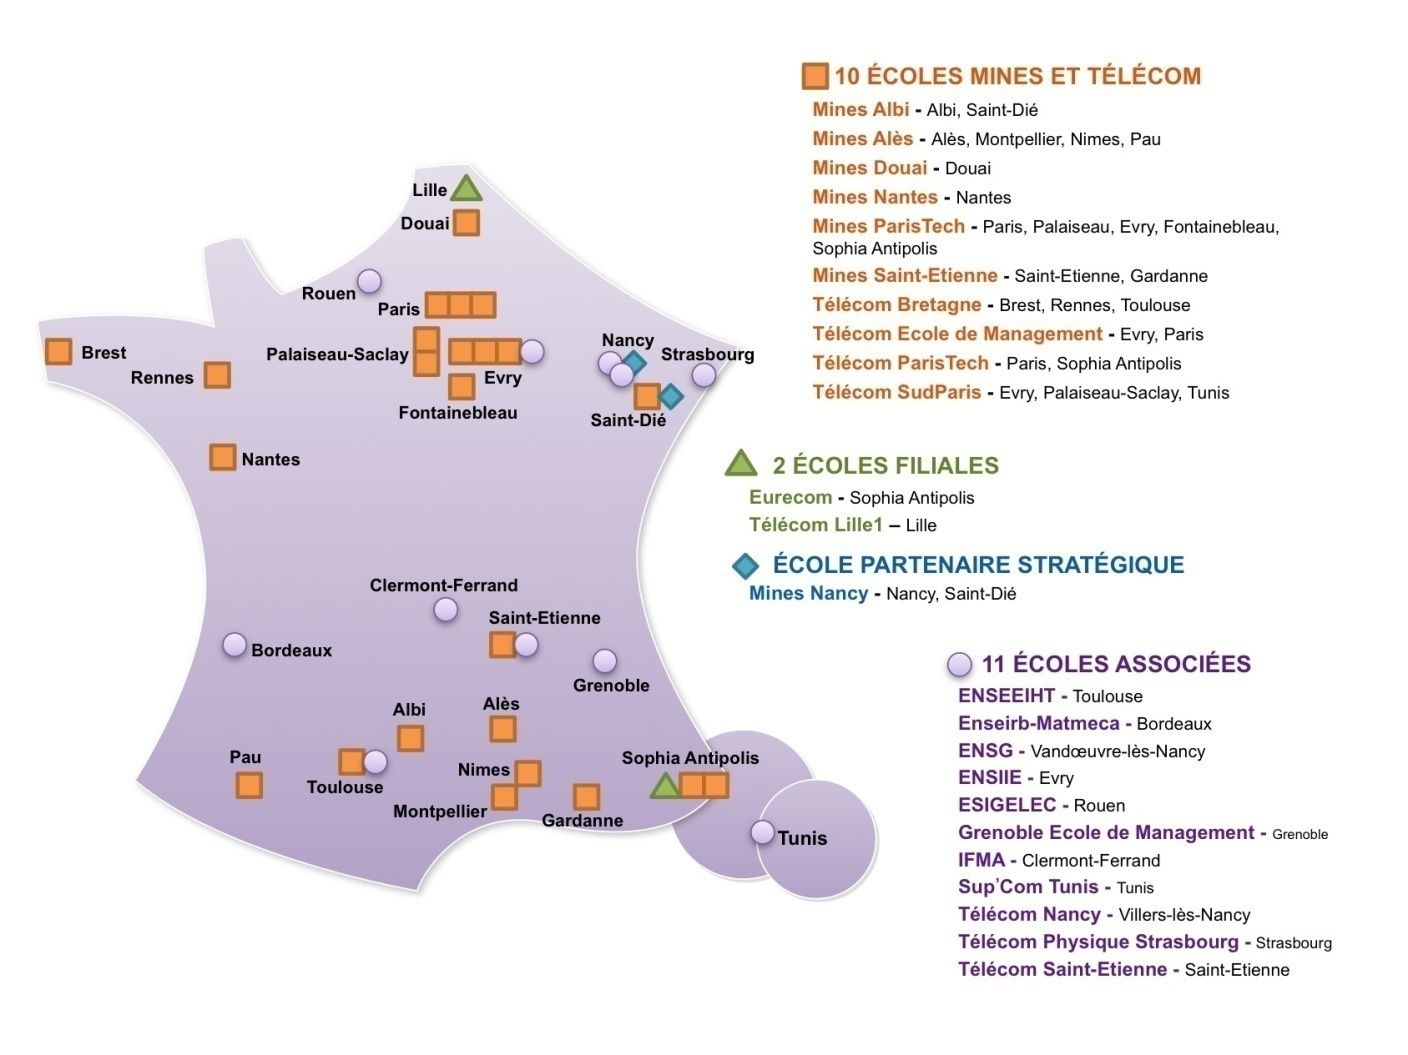 10 ÉCOLES MINES ET TÉLÉCOM
Mines Albi - Albi, Saint-Dié
Mines Alès - Alès, Montpellier, Nimes, Pau
Mines Douai - Douai
Mines Nantes - Nantes
Mines ParisTech - Paris, Palaiseau, Evry, Fontainebleau,
Sophia Antipolis
Mines Saint-Etienne - Saint-Etienne, Gardanne
Télécom Bretagne - Brest, Rennes, Toulouse
Télécom Ecole de Management - Evry, Paris
Télécom ParisTech - Paris, Sophia Antipolis
Télécom SudParis - Evry, Palaiseau-Saclay, Tunis
2 ÉCOLES FILIALES
Eurecom - Sophia Antipolis
Télécom Lille1 – Lille
ÉCOLE PARTENAIRE STRATÉGIQUE
Mines Nancy - Nancy, Saint-Dié
11 ÉCOLES ASSOCIÉES
ENSEEIHT - Toulouse
Enseirb-Matmeca - Bordeaux
ENSG - Vandœuvre-lès-Nancy
ENSIIE - Evry
ESIGELEC - Rouen
Grenoble Ecole de Management - Grenoble
IFMA - Clermont-Ferrand
Sup’Com Tunis - Tunis
Télécom Nancy - Villers-lès-Nancy
Télécom Physique Strasbourg - Strasbourg
Télécom Saint-Etienne - Saint-Etienne
Lille
Douai
Rouen
Paris
Brest
Rennes
Palaiseau-Saclay
Evry
Fontainebleau
Nancy
Strasbourg
Saint-Dié
Nantes
Clermont-Ferrand
Saint-Etienne
Bordeaux
Grenoble
Albi
Alès
Pau
Toulouse
Nimes
Montpellier
Gardanne
Sophia Antipolis
Tunis